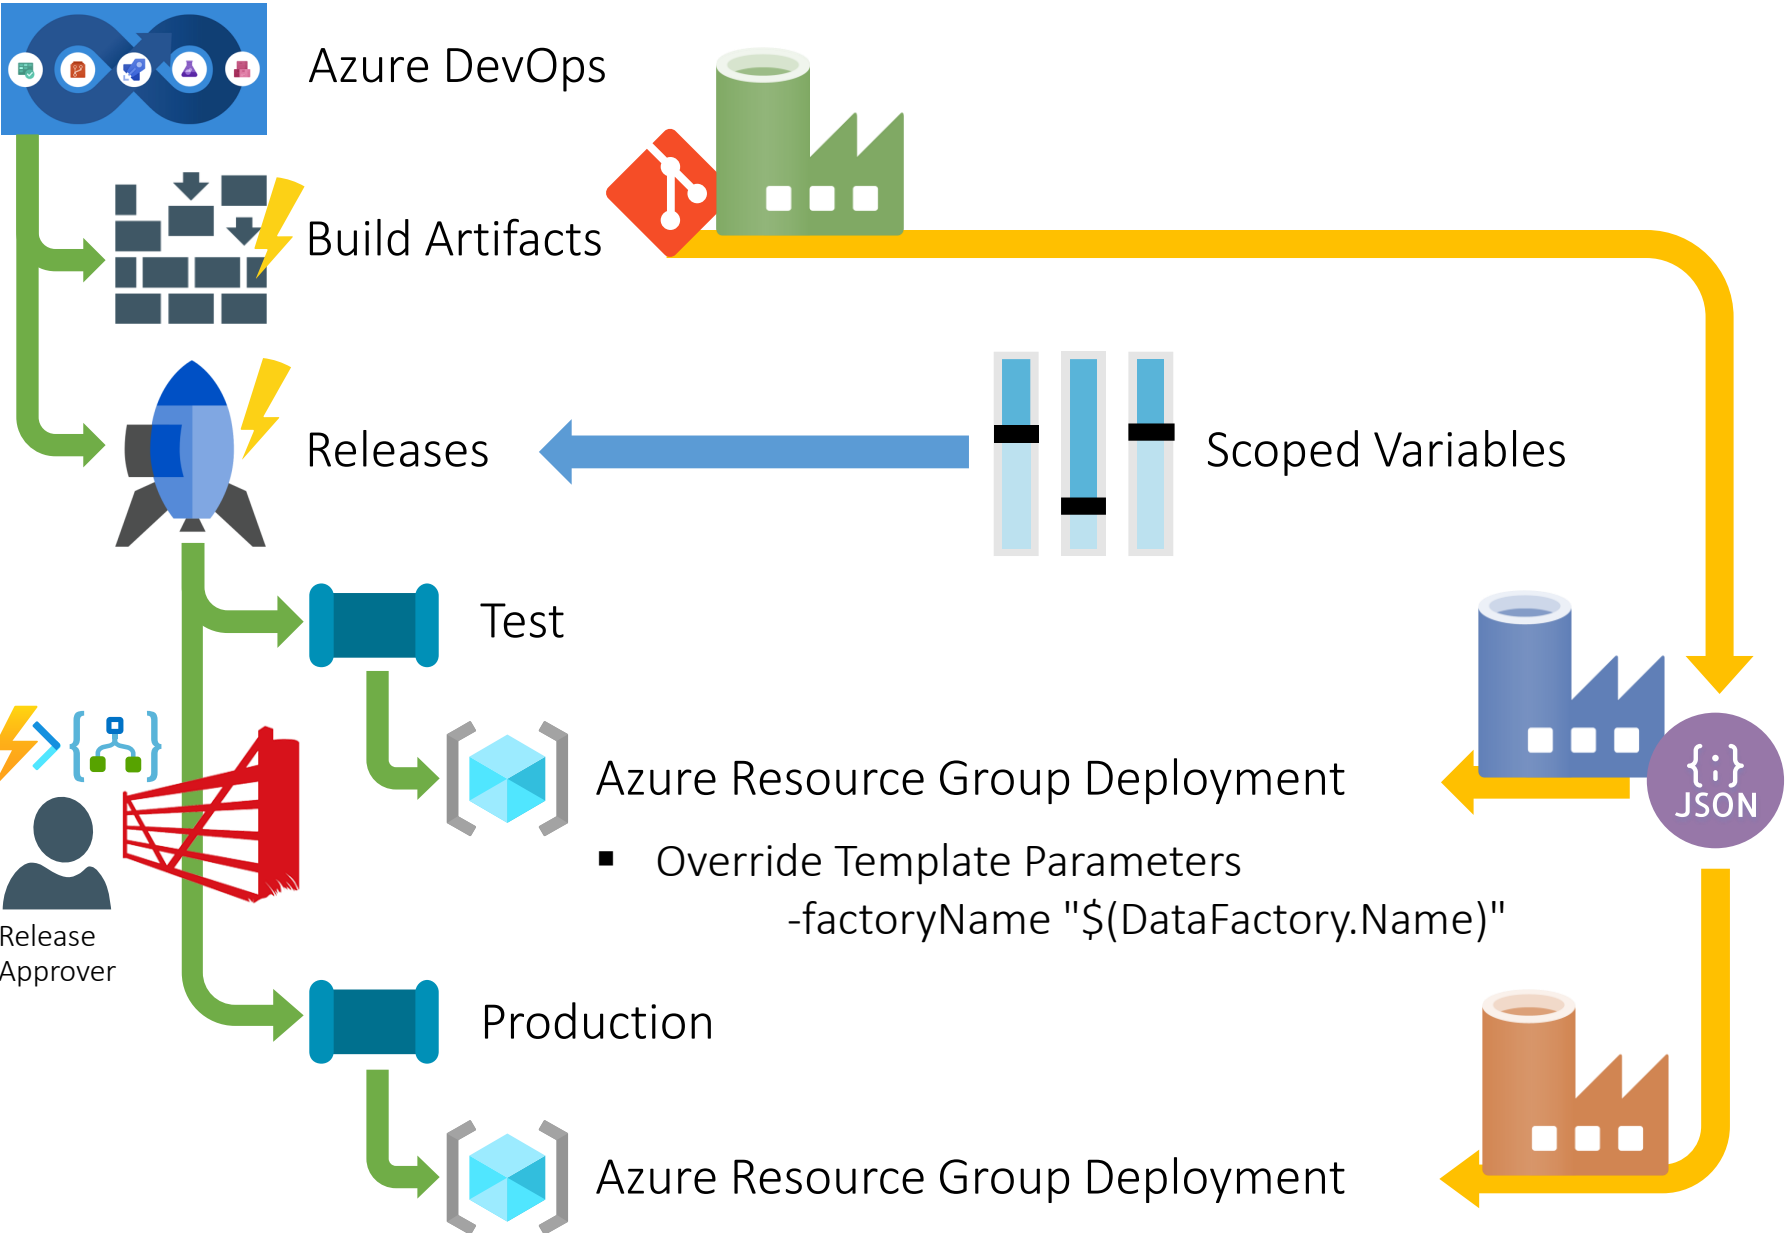 Azure DevOps
Build Artifacts
Releases
Scoped Variables
Test
Azure Resource Group Deployment
{;}
JSON
▪ Override Template Parameters
-factoryName "$(DataFactory.Name)"
Release
Approver
Production
Azure Resource Group Deployment